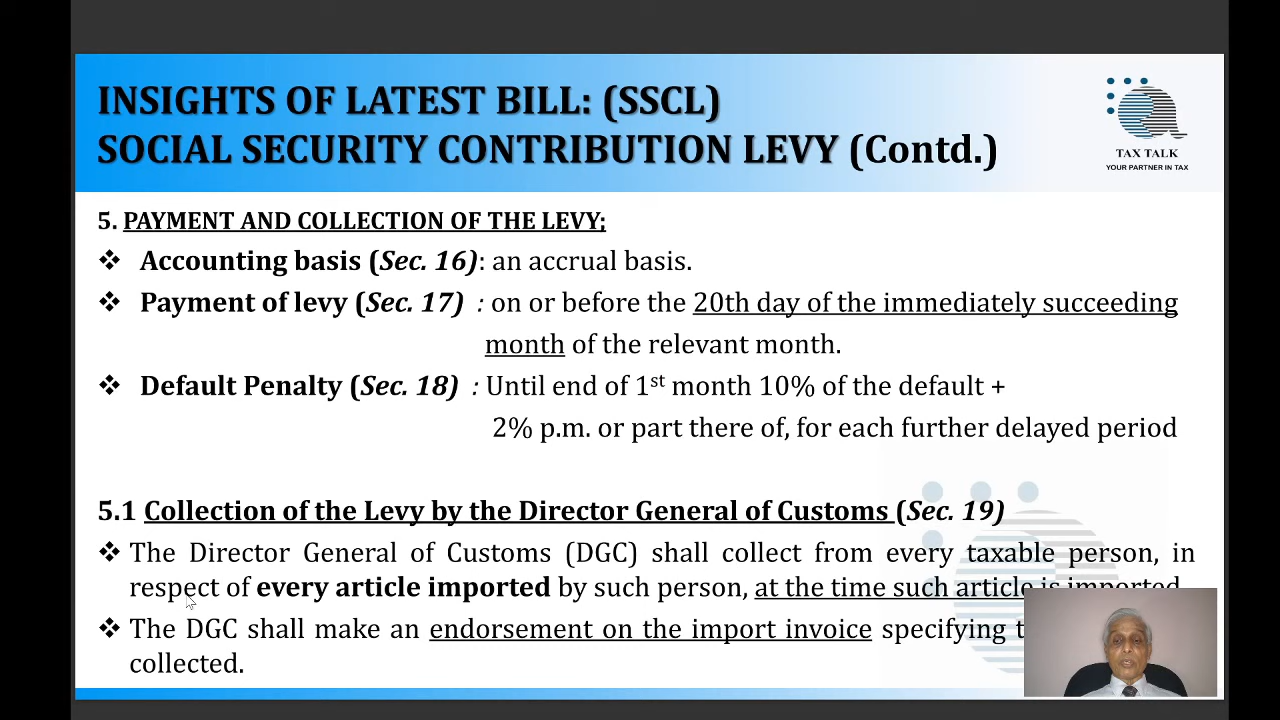 INSIGHTS OF LATEST BILL: (SSCL)
SOCIAL SECURITY CONTRIBUTION LEVY (Contd.)
TAX TALK
YOUR PARTNER IN TAX
5. PAYMENT AND COLLECTION OF THE LEVY;
❖ Accounting basis (Sec. 16): an accrual basis.
❖ Payment of levy (Sec. 17) : on or before the 20th day of the immediately succeeding
month of the relevant month.
❖ Default Penalty (Sec. 18) : Until end of 1st month 10% of the default +
2% p.m. or part there of, for each further delayed period
5.1 Collection of the Levy by the Director General of Customs (Sec. 19)
❖ The Director General of Customs (DGC) shall collect from every taxable person, in
respect of every article imported by such person, at the time such article is imported
❖ The DGC shall make an endorsement on the import invoice specifying
collected.